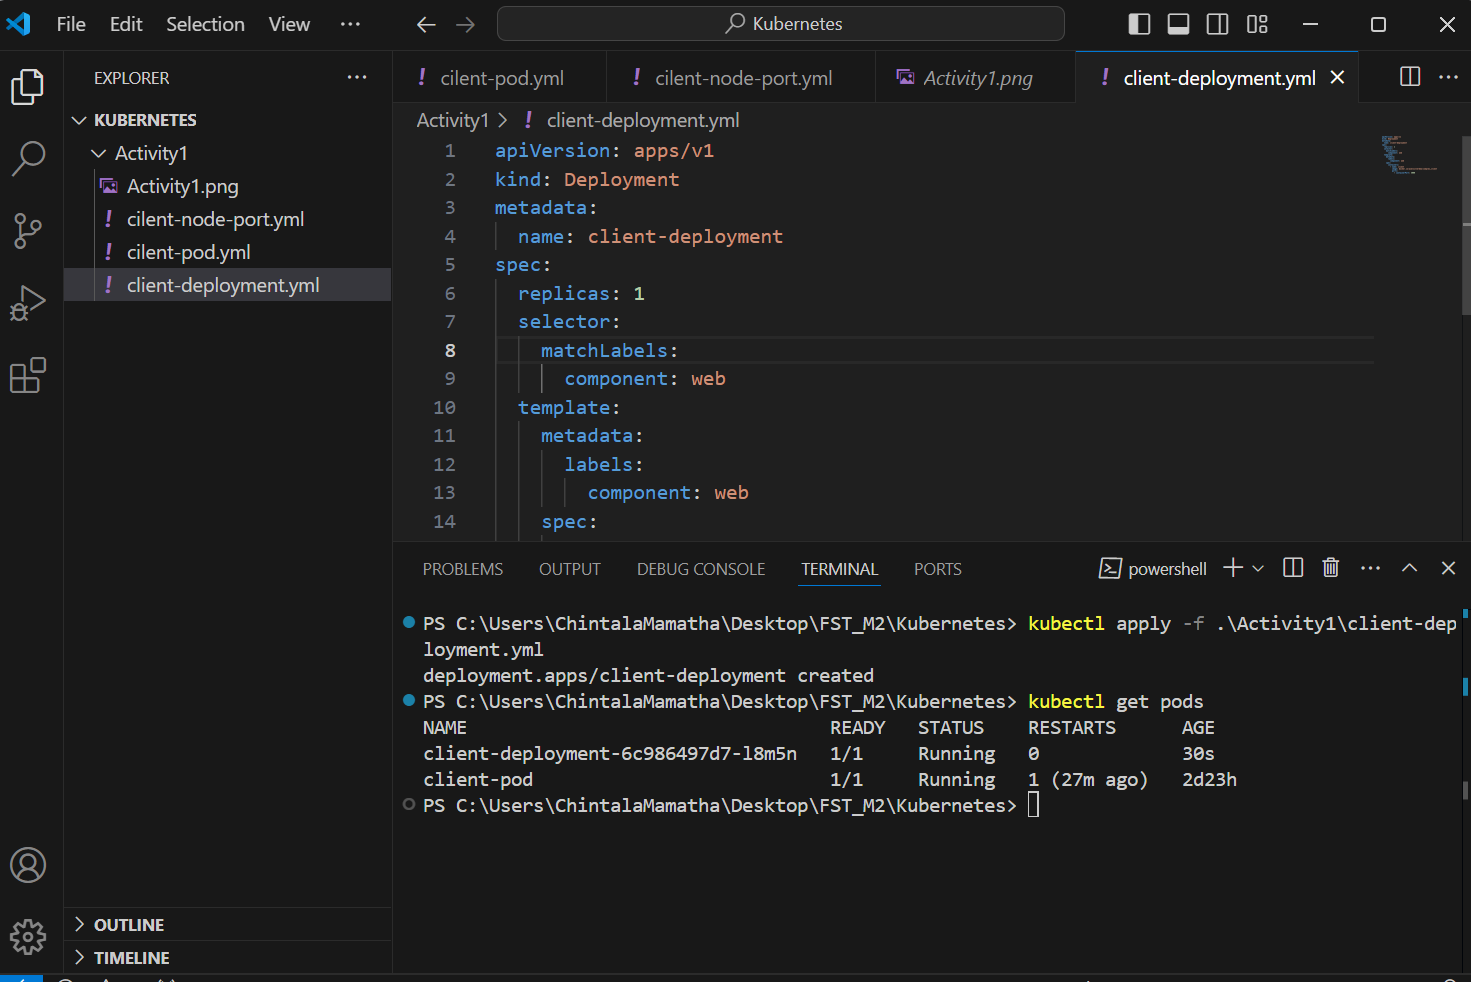 File Edit Selection View ··· Kubernetes
EXPLORER ···
KUBERNETES
Activity1
Activity1.png
cilent-node-port.yml
cilent-pod.yml
client-deployment.yml
OUTLINE
TIMELINE
! cilent-pod.yml ! cilent-node-port.yml Activity1.png ! client-deployment.yml
Activity1 > ! client-deployment.yml
1 apiVersion: apps/v1
2 kind: Deployment
3 metadata:
4 name: client-deployment
5 spec:
6 replicas: 1
7 selector:
8 matchLabels:
9 component: web
10 template:
11 metadata:
12 labels:
13 component: web
14 spec:
PROBLEMS OUTPUT DEBUG CONSOLE TERMINAL PORTS powershell
PS C:\Users\ChintalaMamatha\Desktop\FST_M2\Kubernetes> kubectl apply -f .\Activity1\client-dep
loyment.yml
deployment.apps/client-deployment created
PS C:\Users\ChintalaMamatha\Desktop\FST_M2\Kubernetes> kubectl get pods
NAME READY STATUS RESTARTS AGE
client-deployment-6c986497d7-l8m5n 1/1 Running 0 30s
client-pod 1/1 Running 1 (27m ago) 2d23h
PS C:\Users\ChintalaMamatha\Desktop\FST_M2\Kubernetes>